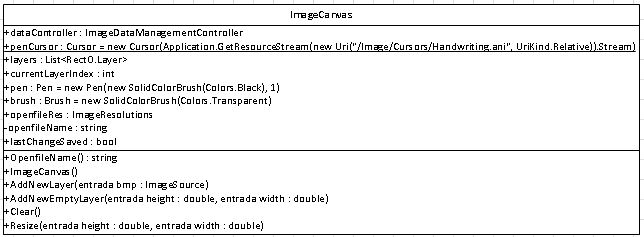 ImageCanvas
+dataController : ImageDataManagementController
+penCursor : Cursor = new Cursor(Application.GetResourceStream(new Uri("/Image/Cursors/Handwriting.ani", UriKind.Relative)).Stream)
+layers : List<RectO.Layer>
+currentLayerIndex : int
+pen : Pen = new Pen(new SolidColorBrush(Colors.Black), 1)
+brush : Brush = new SolidColorBrush(Colors.Transparent)
+openfileRes : ImageResolutions
-openfileName : string
+lastChangeSaved : bool
+OpenfileName() : string
+ImageCanvas()
+AddNewLayer(entrada bmp : ImageSource)
+AddNewEmptyLayer(entrada height : double, entrada width : double)
+Clear()
+Resize(entrada height : double, entrada width : double)